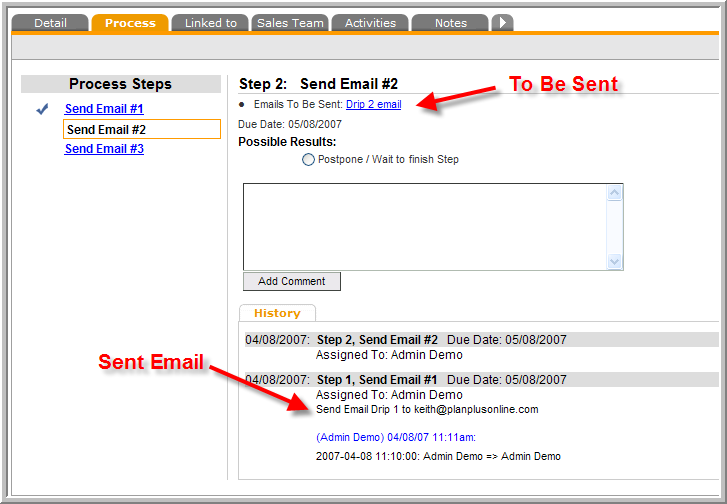 Detail Process Linked to Sales Team Activities Notes
Process Steps
Send Email #1
Send Email #2
Send Email #3
Step 2: Send Email #2
To Be Sent
• Emails To Be Sent: Drip 2 email
Due Date: 05/08/2007
Possible Results:
Postpone / Wait to finish Step
Add Comment
History
04/08/2007: Step 2, Send Email #2 Due Date: 05/08/2007
Assigned To: Admin Demo
Sent Email
04/08/2007: Step 1, Send Email #1 Due Date: 05/08/2007
Assigned To: Admin Demo
Send Email Drip 1 to keith@planplusonline.com
(Admin Demo) 04/08/07 11:11am:
2007-04-08 11:10:00: Admin Demo => Admin Demo